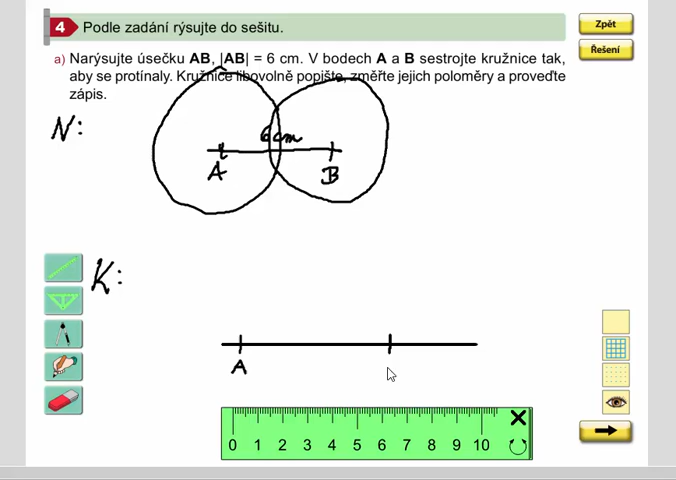 4 Podle zadání rýsujte do sešitu.
Zpět
Řešení
a) Narýsujte úsečku AB, |AB| = 6 cm. V bodech A a B sestrojte kružnice tak,
aby se protínaly. Kružnice libovolně popište, změřte jejich poloměry a proveďte
zápis.
N:
6cm
A B
K:
A
0 1 2 3 4 5 6 7 8 9 10